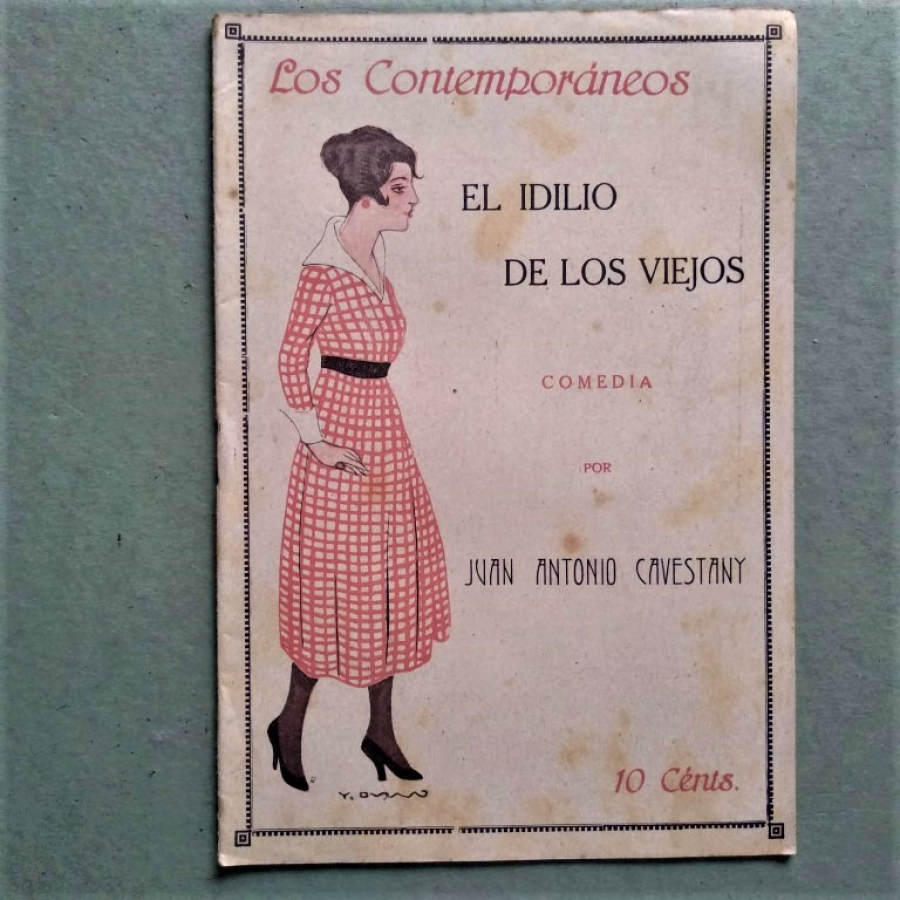 Los Contemporáneos
EL IDILIO
DE LOS VIEJOS
COMEDIA
POR
JUAN ANTONIO CAVESTANY
10 Cénts.